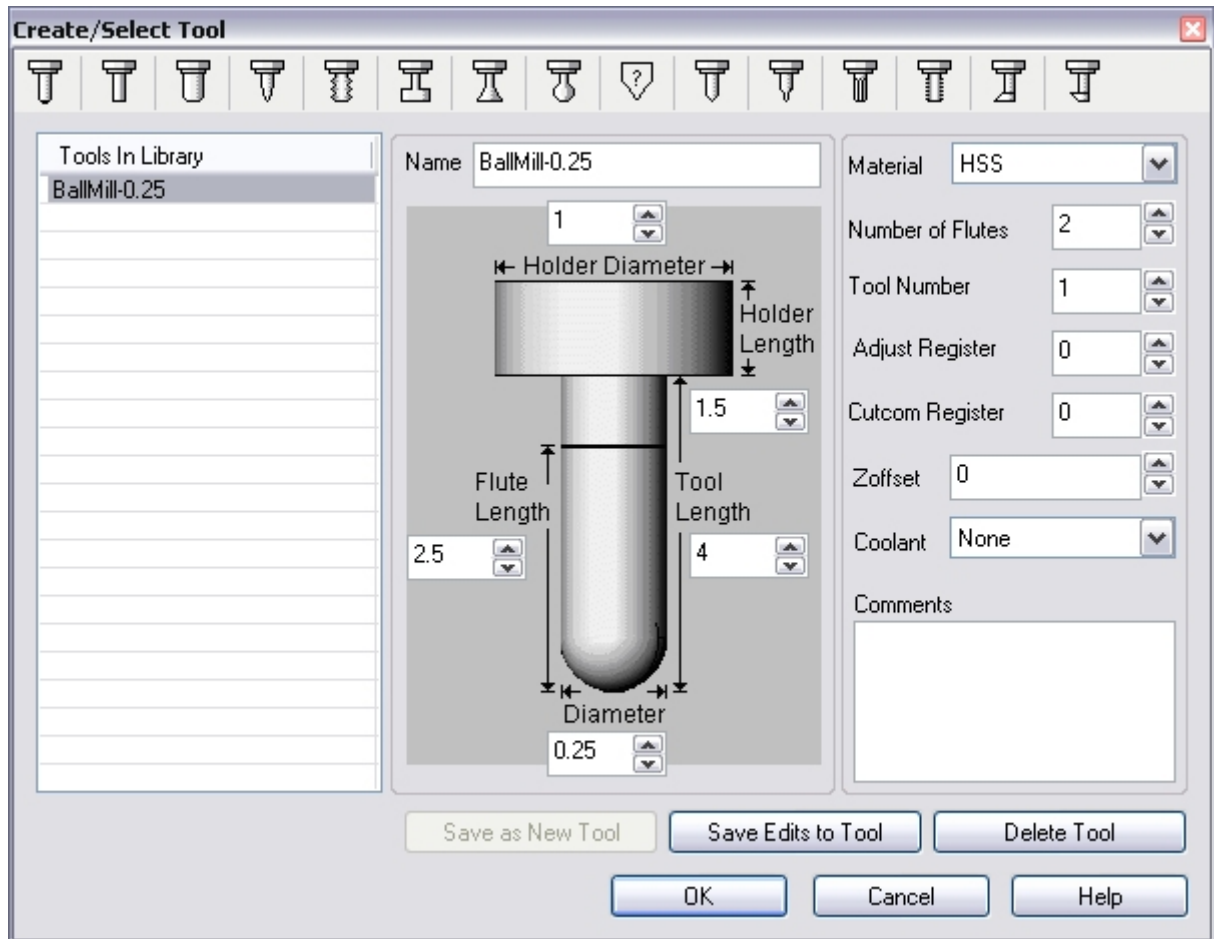 Create/Select Tool
?
Tools In Library
BallMill-0.25
Name BallMill-0.25
1
Holder Diameter
Holder
Length
1.5
Flute
Length
2.5
Tool
Length
4
Diameter
0.25
Material HSS
Number of Flutes 2
Tool Number 1
Adjust Register 0
Cutcom Register 0
Zoffset 0
Coolant None
Comments
Save as New Tool
Save Edits to Tool
Delete Tool
OK
Cancel
Help